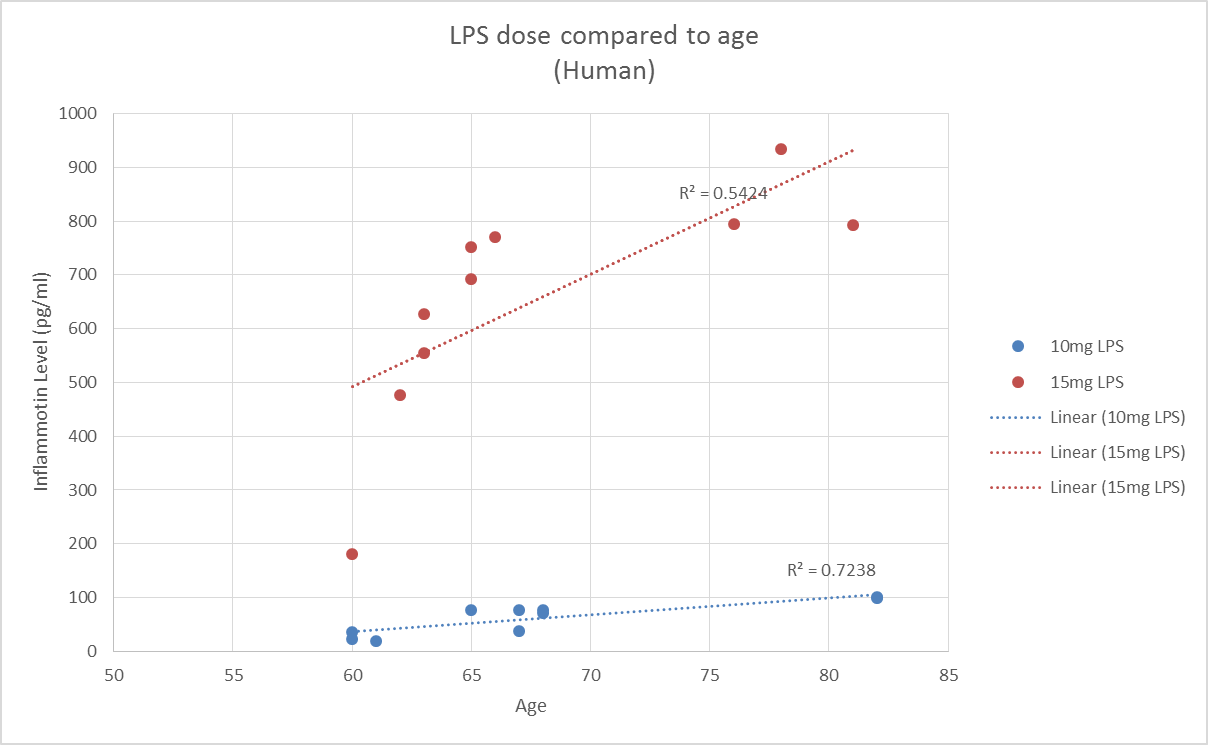 LPS dose compared to age
(Human)
Inflammotin Level (pg/ml)
1000
900
800
700
600
500
400
300
200
100
0
R² = 0.5424
R² = 0.7238
50 55 60 65 70 75 80 85
Age
10mg LPS
15mg LPS
Linear (10mg LPS)
Linear (15mg LPS)
Linear (15mg LPS)